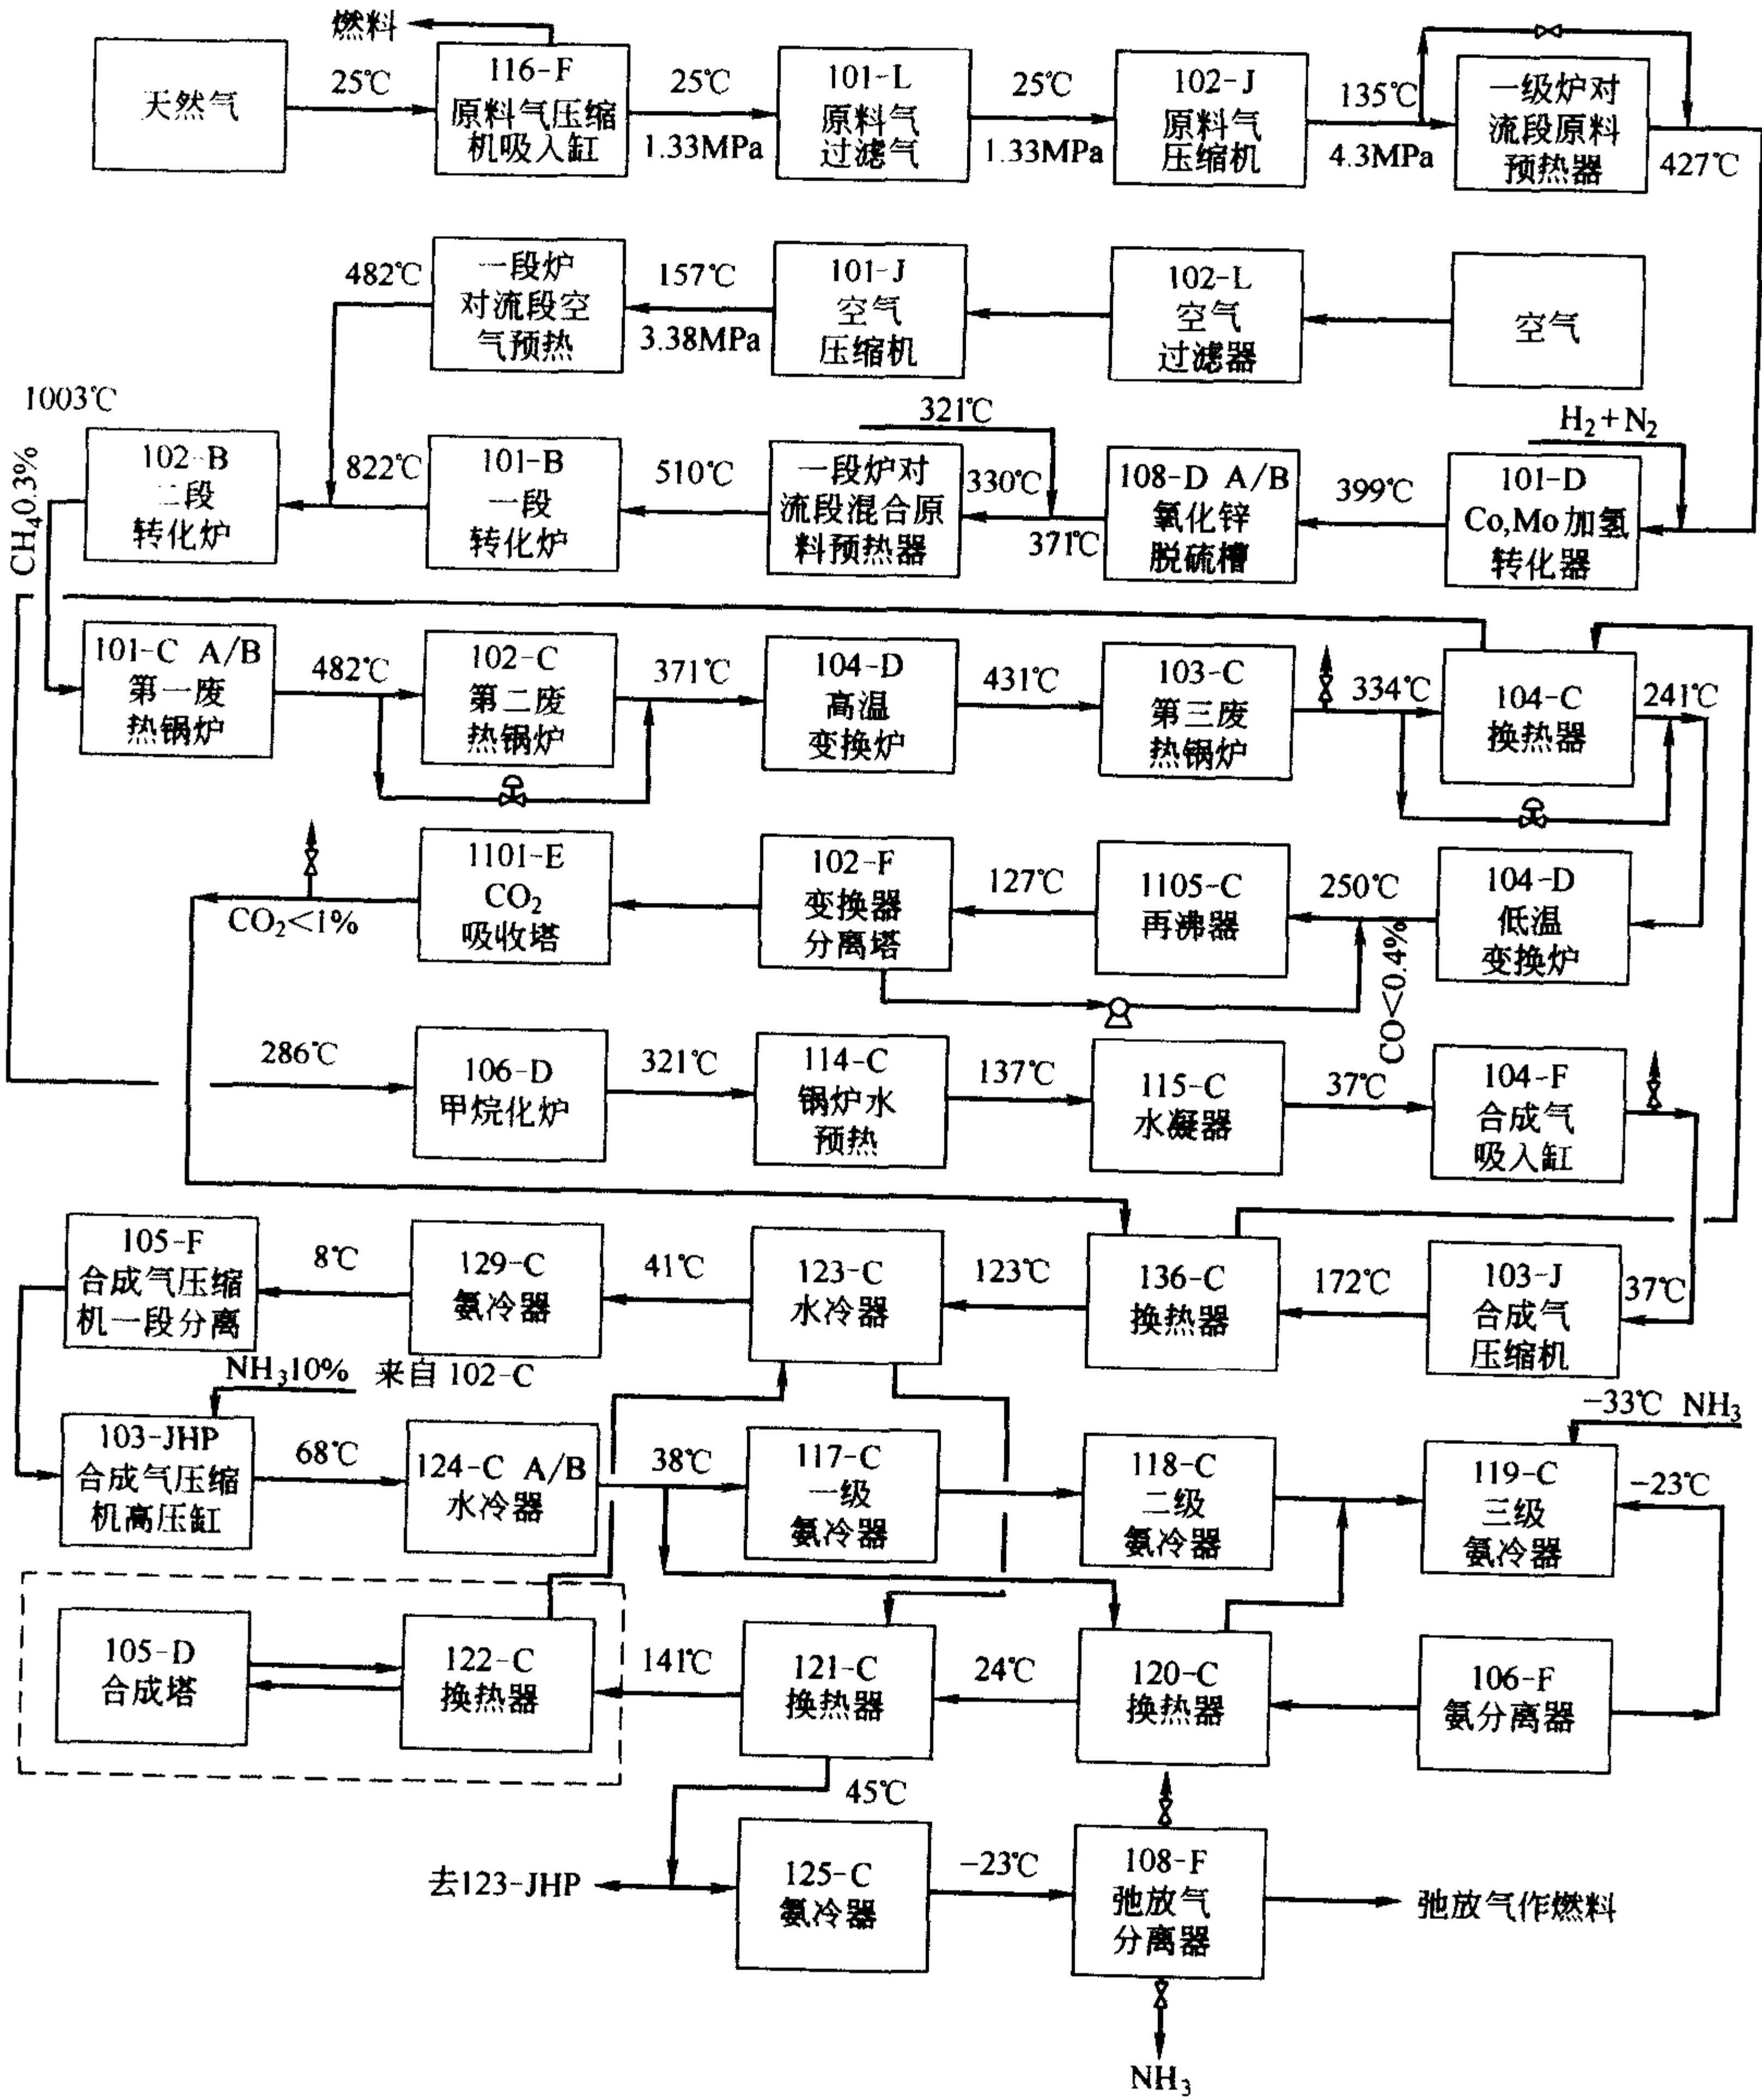 燃料
天然气
25℃
116-F
原料气压缩
机吸入缸
25℃
1.33MPa
101-L
原料气
过滤气
25℃
1.33MPa
102-J
原料气
压缩机
135℃
4.3MPa
一级炉对
流段原料
预热器
427℃
482℃
一段炉
对流段空
气预热
157℃
3.38MPa
101-J
空气
压缩机
102-L
空气
过滤器
空气
1003℃
CH₄0.3%
102-B
二段
转化炉
822℃
101-B
一段
转化炉
510℃
321℃
一段炉对
流段混合原
料预热器
330℃
371℃
108-D A/B
氧化锌
脱硫槽
399℃
H₂+N₂
101-D
Co,Mo加氢
转化器
101-C A/B
第一废
热锅炉
482℃
102-C
第二废
热锅炉
371℃
104-D
高温
变换炉
431℃
103-C
第三废
热锅炉
334℃
104-C
换热器
241℃
CO₂<1%
1101-E
CO₂
吸收塔
102-F
变换器
分离塔
127℃
1105-C
再沸器
250℃
CO<0.4%
104-D
低温
变换炉
286℃
106-D
甲烷化炉
321℃
114-C
锅炉水
预热
137℃
115-C
水凝器
37℃
104-F
合成气
吸入缸
105-F
合成气压缩
机一段分离
8℃
129-C
氨冷器
41℃
123-C
水冷器
123℃
136-C
换热器
172℃
103-J
合成气
压缩机
37℃
NH₃10% 来自102-C
103-JHP
合成气压缩
机高压缸
68℃
124-C A/B
水冷器
38℃
117-C
一级
氨冷器
118-C
二级
氨冷器
-33℃ NH₃
119-C
三级
氨冷器
-23℃
105-D
合成塔
122-C
换热器
141℃
121-C
换热器
24℃
120-C
换热器
106-F
氨分离器
45℃
去123-JHP
125-C
氨冷器
-23℃
108-F
弛放气
分离器
弛放气作燃料
NH₃